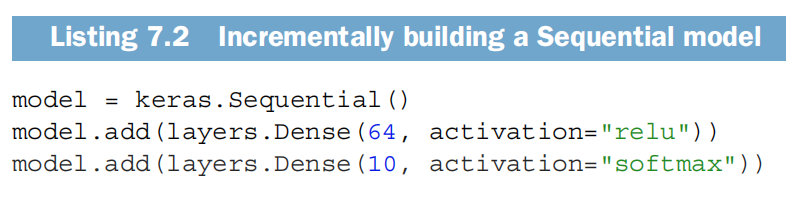 Listing 7.2 Incrementally building a Sequential model
model = keras.Sequential()
model.add(layers.Dense(64, activation="relu"))
model.add(layers.Dense(10, activation="softmax"))